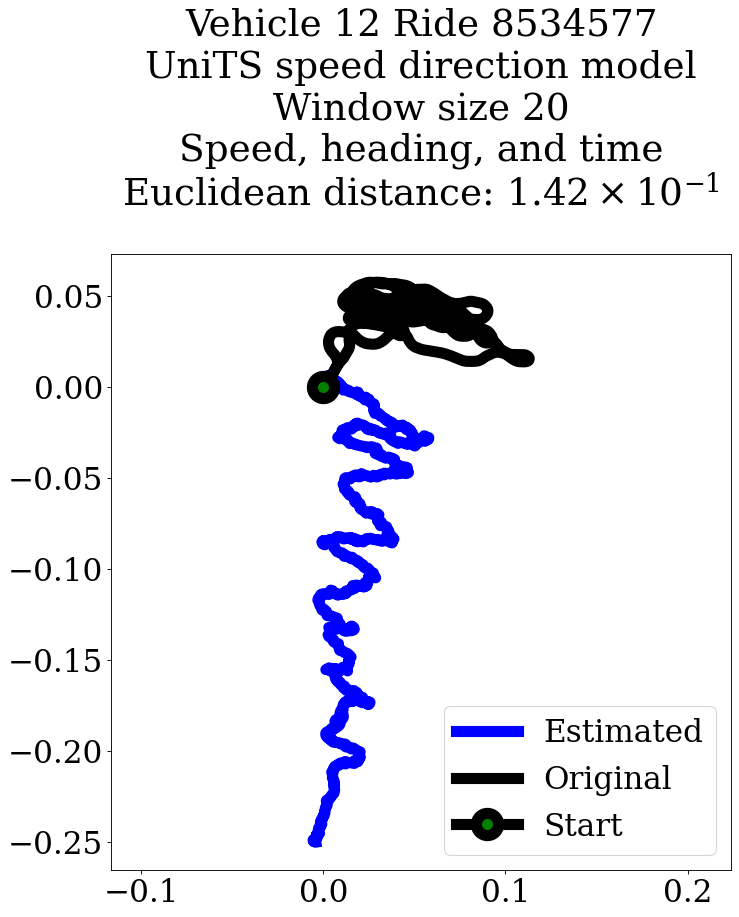 Vehicle 12 Ride 8534577
UniTS speed direction model
Window size 20
Speed, heading, and time
Euclidean distance: 1.42 × 10⁻¹
0.05
0.00
−0.05
−0.10
−0.15
−0.20
−0.25
−0.1
0.0
0.1
0.2
Estimated
Original
Start